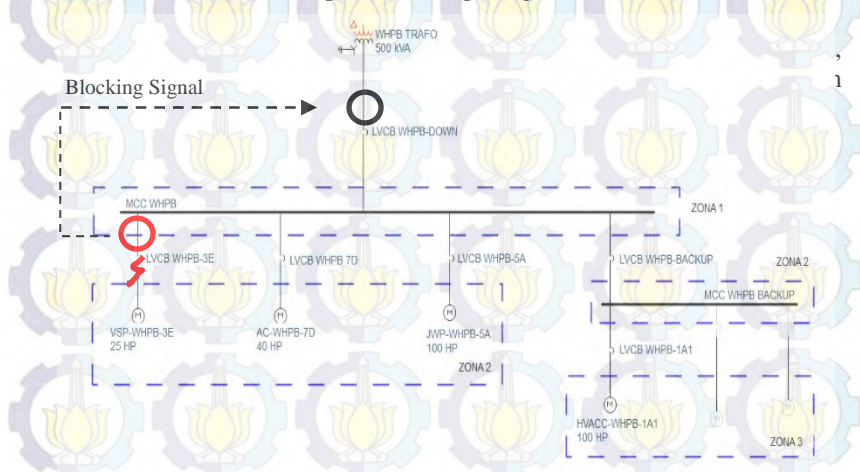 WHPB TRAFO
500 kVA
,
Blocking Signal
LVCB WHPB-DOWN
MCC WHPB
ZONA 1
LVCB WHPB-3E
LVCB WHPB 7D
LVCB WHPB-5A
LVCB WHPB-BACKUP
ZONA 2
MCC WHPB BACKUP
M
VSP-WHPB-3E
25 HP
M
AC-WHPB-7D
40 HP
M
JWP-WHPB-5A
100 HP
ZONA 2
LVCB WHPB-1A1
M
HVACC-WHPB-1A1
100 HP
ZONA 3